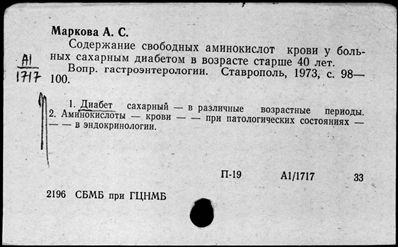 Маркова А. С.
Содержание свободных аминокислот крови у боль-
ных сахарным диабетом в возрасте старше 40 лет.
А1
1717
Вопр. гастроэнтерологии. Ставрополь, 1973, с. 98—
100.
1. Диабет сахарный — в различные возрастные периоды.
2. Аминокислоты — крови — — при патологических состояниях —
— — в эндокринологии.
П-19 А1/1717 33
2196 СБМБ при ГЦНМБ